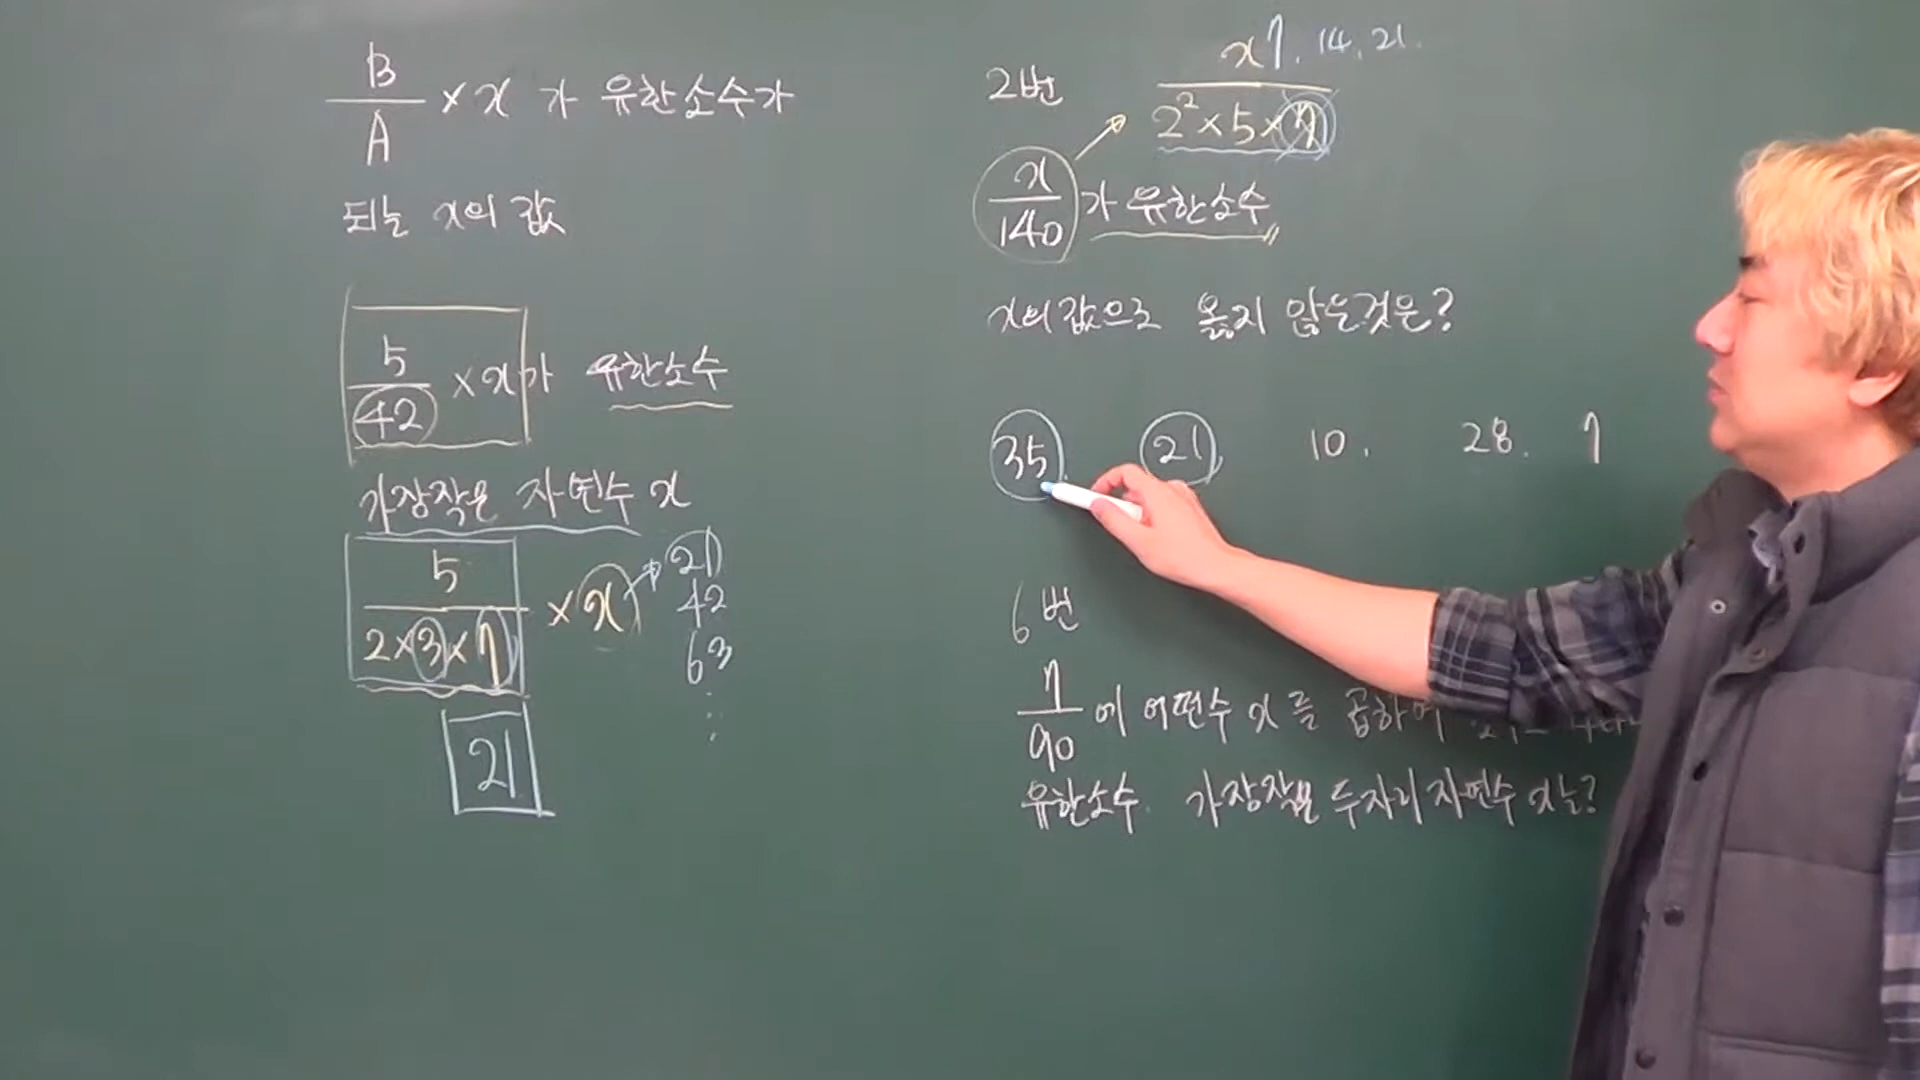 B/A × x 가 유한소수가
되는 x의 값
5/42 × x가 유한소수
가장작은 자연수 x
5/(2×3×7) × x → 21
42
63
⋮
21
2번
x 7, 14, 21.
2²×5×7
x/140 가 유한소수
x의 값으로 옳지 않은것은?
35, 21, 10, 28, 7
6번
7/90 에 어떤수 x를 곱하여
유한소수. 가장작은 두자리 자연수 x는?